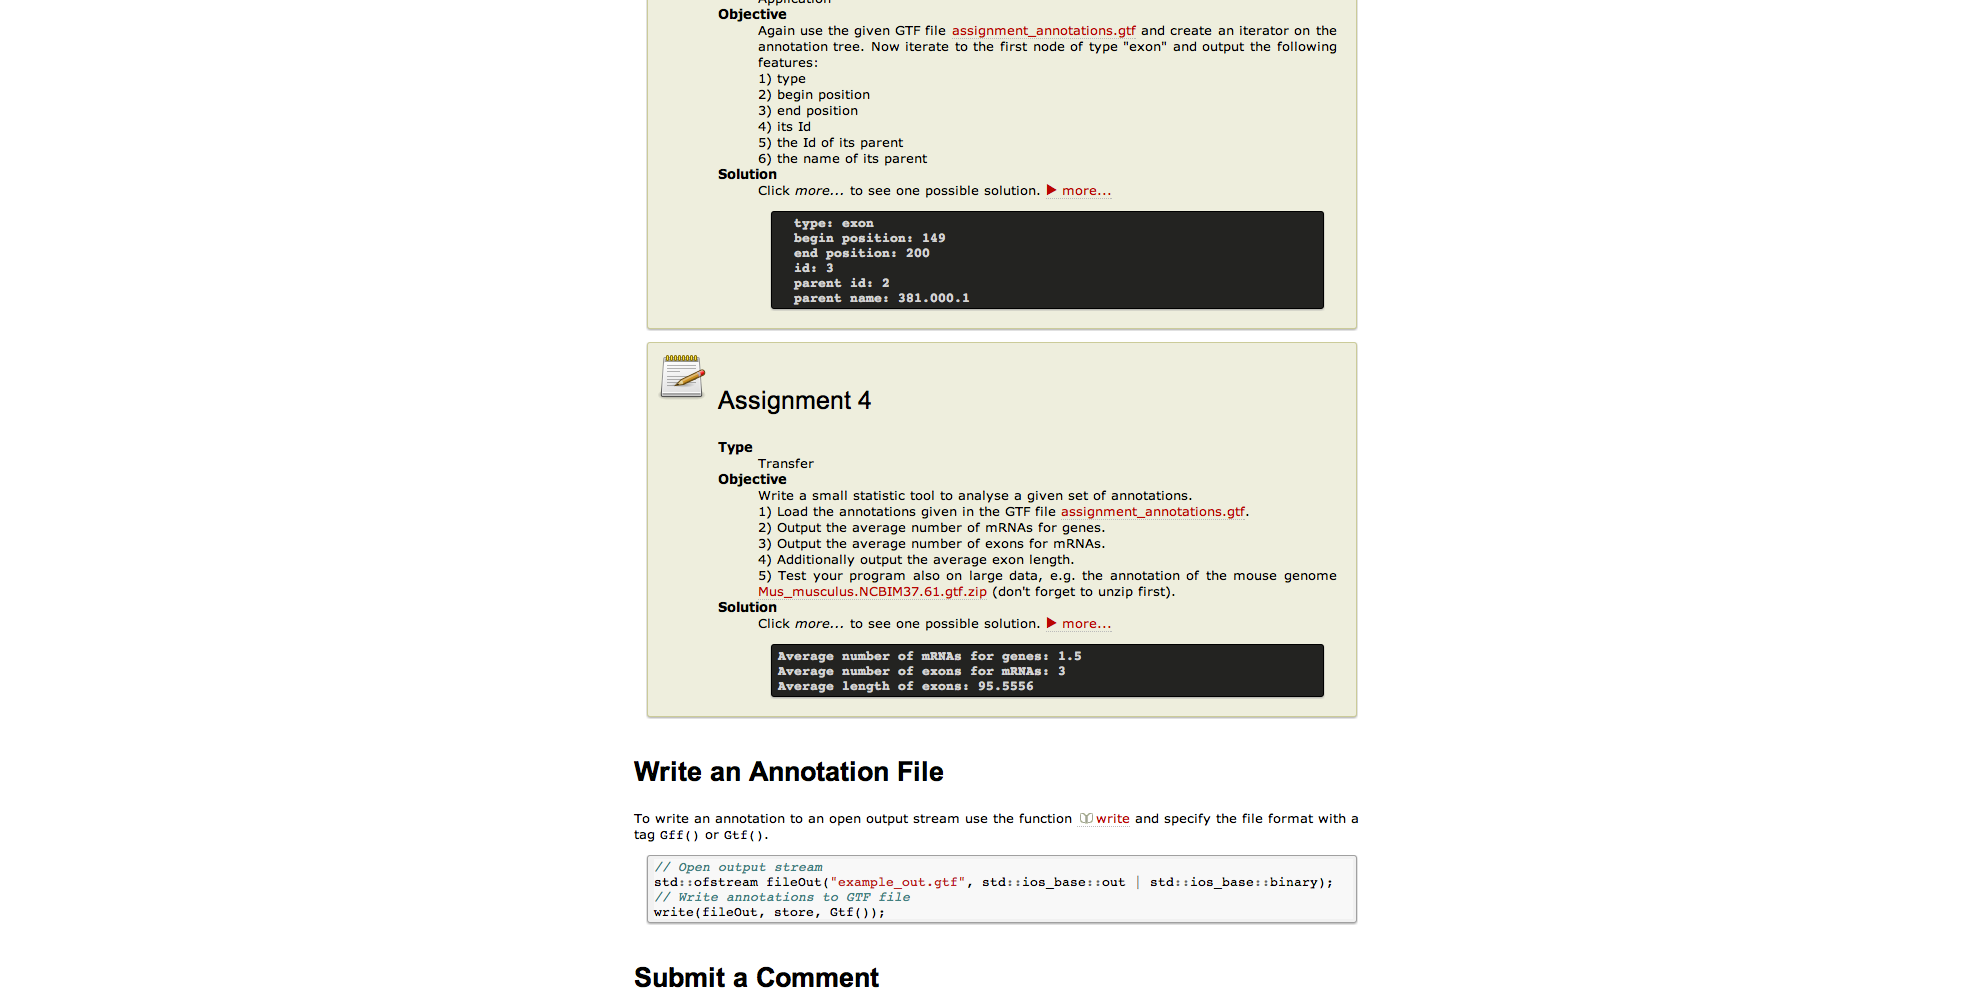 Application
Objective
Again use the given GTF file assignment_annotations.gtf and create an iterator on the
annotation tree. Now iterate to the first node of type "exon" and output the following
features:
1) type
2) begin position
3) end position
4) its Id
5) the Id of its parent
6) the name of its parent
Solution
Click more... to see one possible solution. more...
type: exon
begin position: 149
end position: 200
id: 3
parent id: 2
parent name: 381.000.1
Assignment 4
Type
Transfer
Objective
Write a small statistic tool to analyse a given set of annotations.
1) Load the annotations given in the GTF file assignment_annotations.gtf.
2) Output the average number of mRNAs for genes.
3) Output the average number of exons for mRNAs.
4) Additionally output the average exon length.
5) Test your program also on large data, e.g. the annotation of the mouse genome
Mus_musculus.NCBIM37.61.gtf.zip (don't forget to unzip first).
Solution
Click more... to see one possible solution. more...
Average number of mRNAs for genes: 1.5
Average number of exons for mRNAs: 3
Average length of exons: 95.5556
Write an Annotation File
To write an annotation to an open output stream use the function write and specify the file format with a
tag Gff() or Gtf().
// Open output stream
std::ofstream fileOut("example_out.gtf", std::ios_base::out | std::ios_base::binary);
// Write annotations to GTF file
write(fileOut, store, Gtf());
Submit a Comment